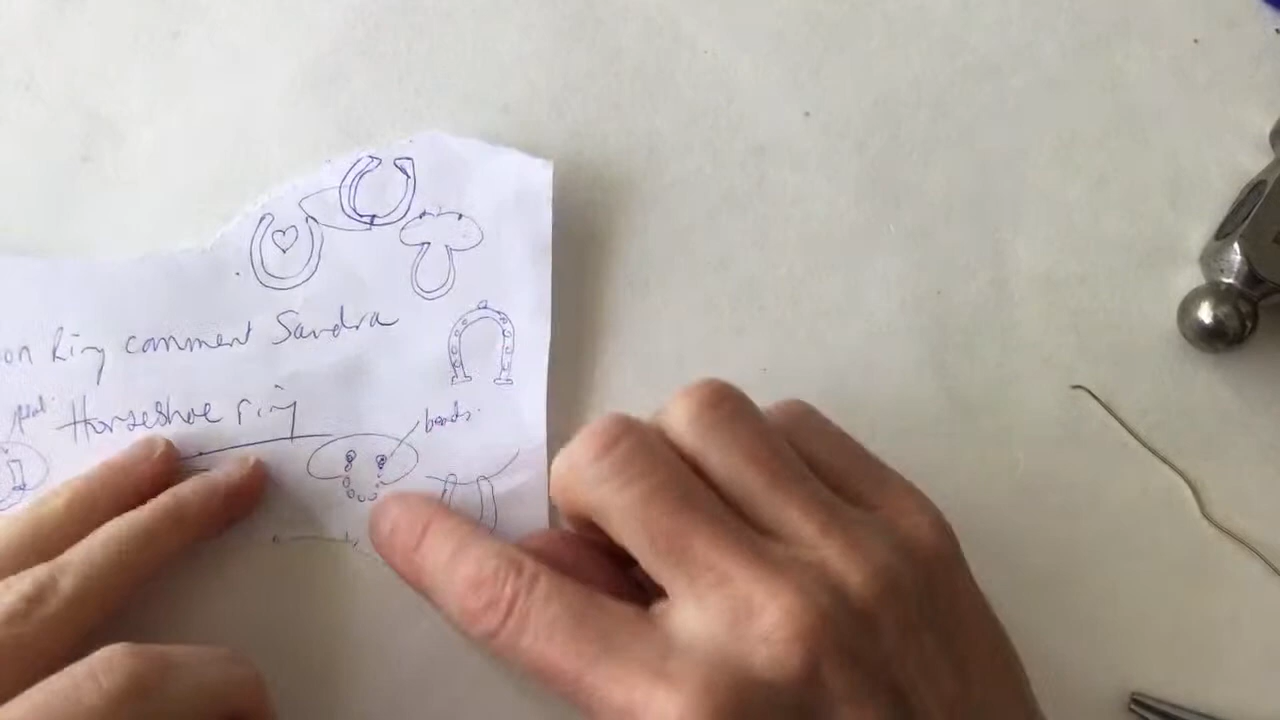 on Ring comment Sandra
Horseshoe ring
beads.